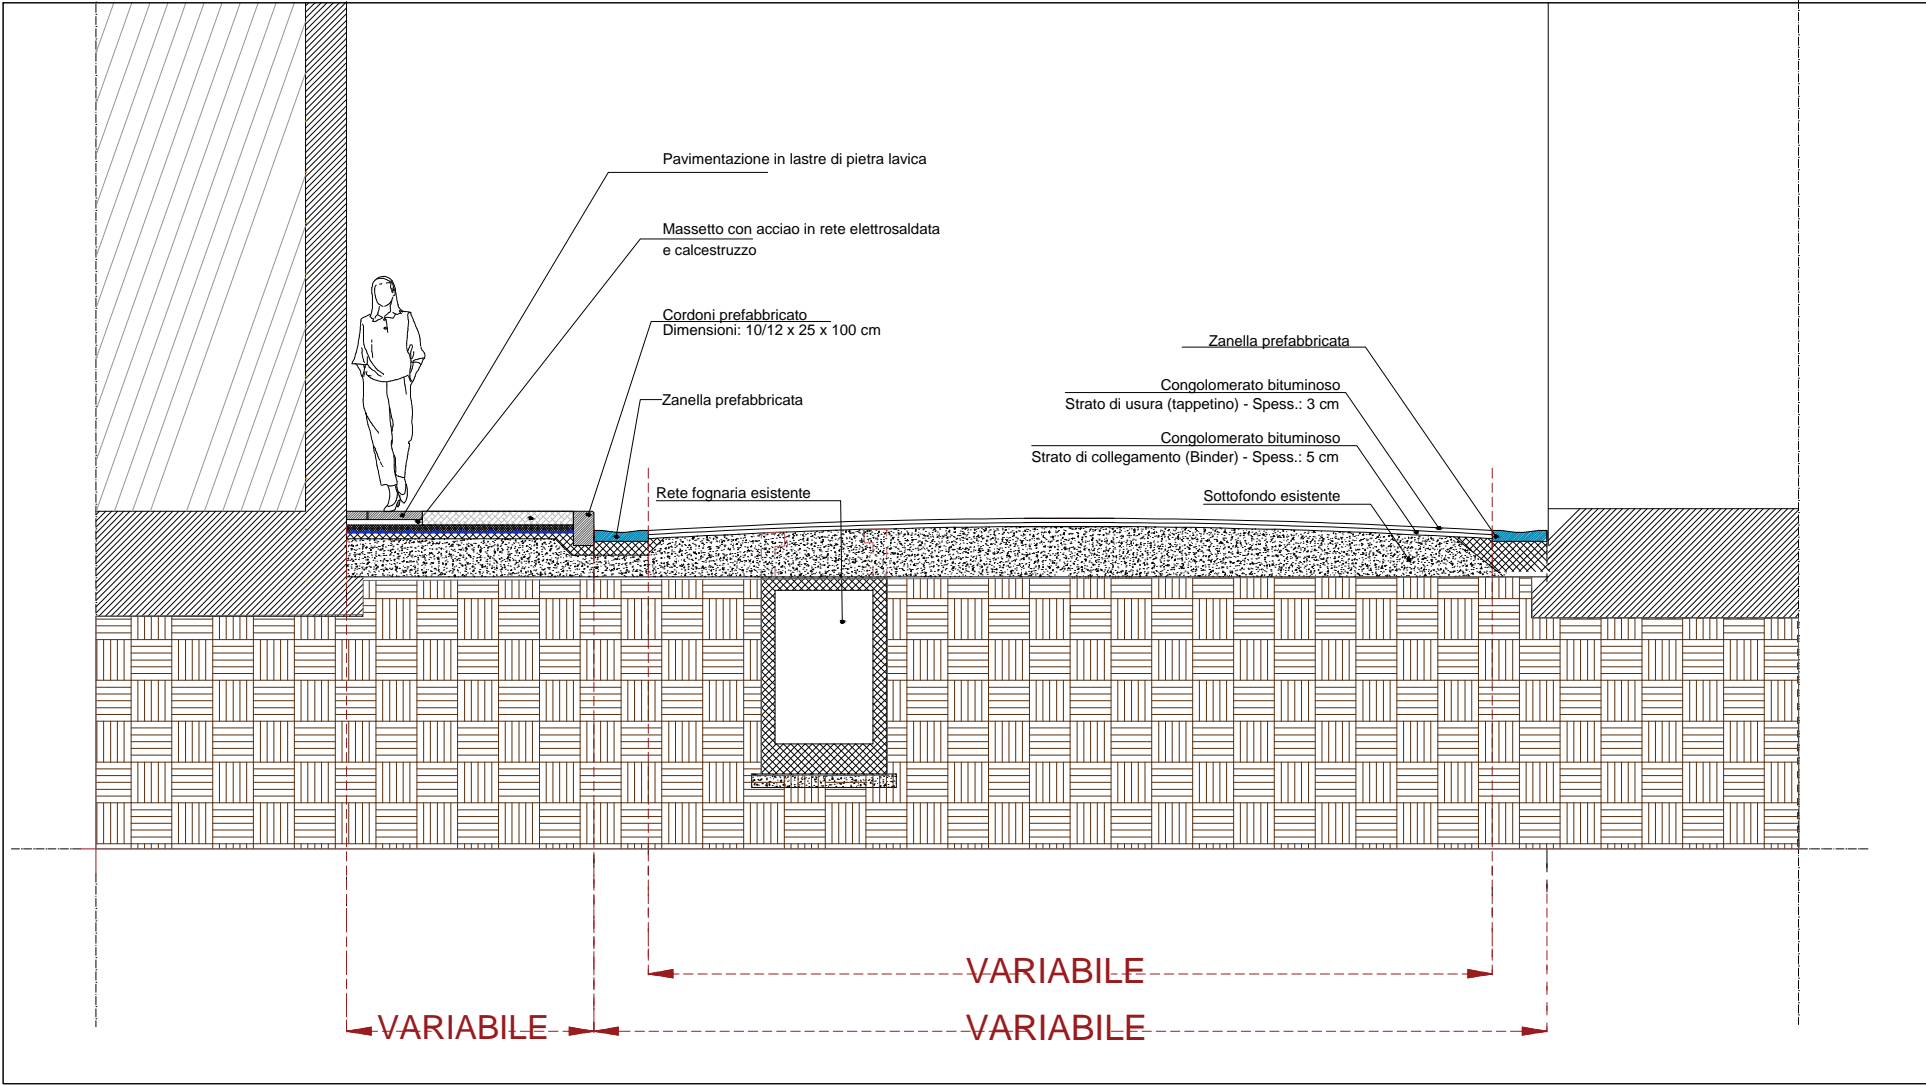 Pavimentazione in lastre di pietra lavica
Massetto con acciao in rete elettrosaldata
e calcestruzzo
Cordoni prefabbricato
Dimensioni: 10/12 x 25 x 100 cm
Zanella prefabbricata
Zanella prefabbricata
Congolomerato bituminoso
Strato di usura (tappetino) - Spess.: 3 cm
Congolomerato bituminoso
Strato di collegamento (Binder) - Spess.: 5 cm
Rete fognaria esistente
Sottofondo esistente
VARIABILE
VARIABILE
VARIABILE